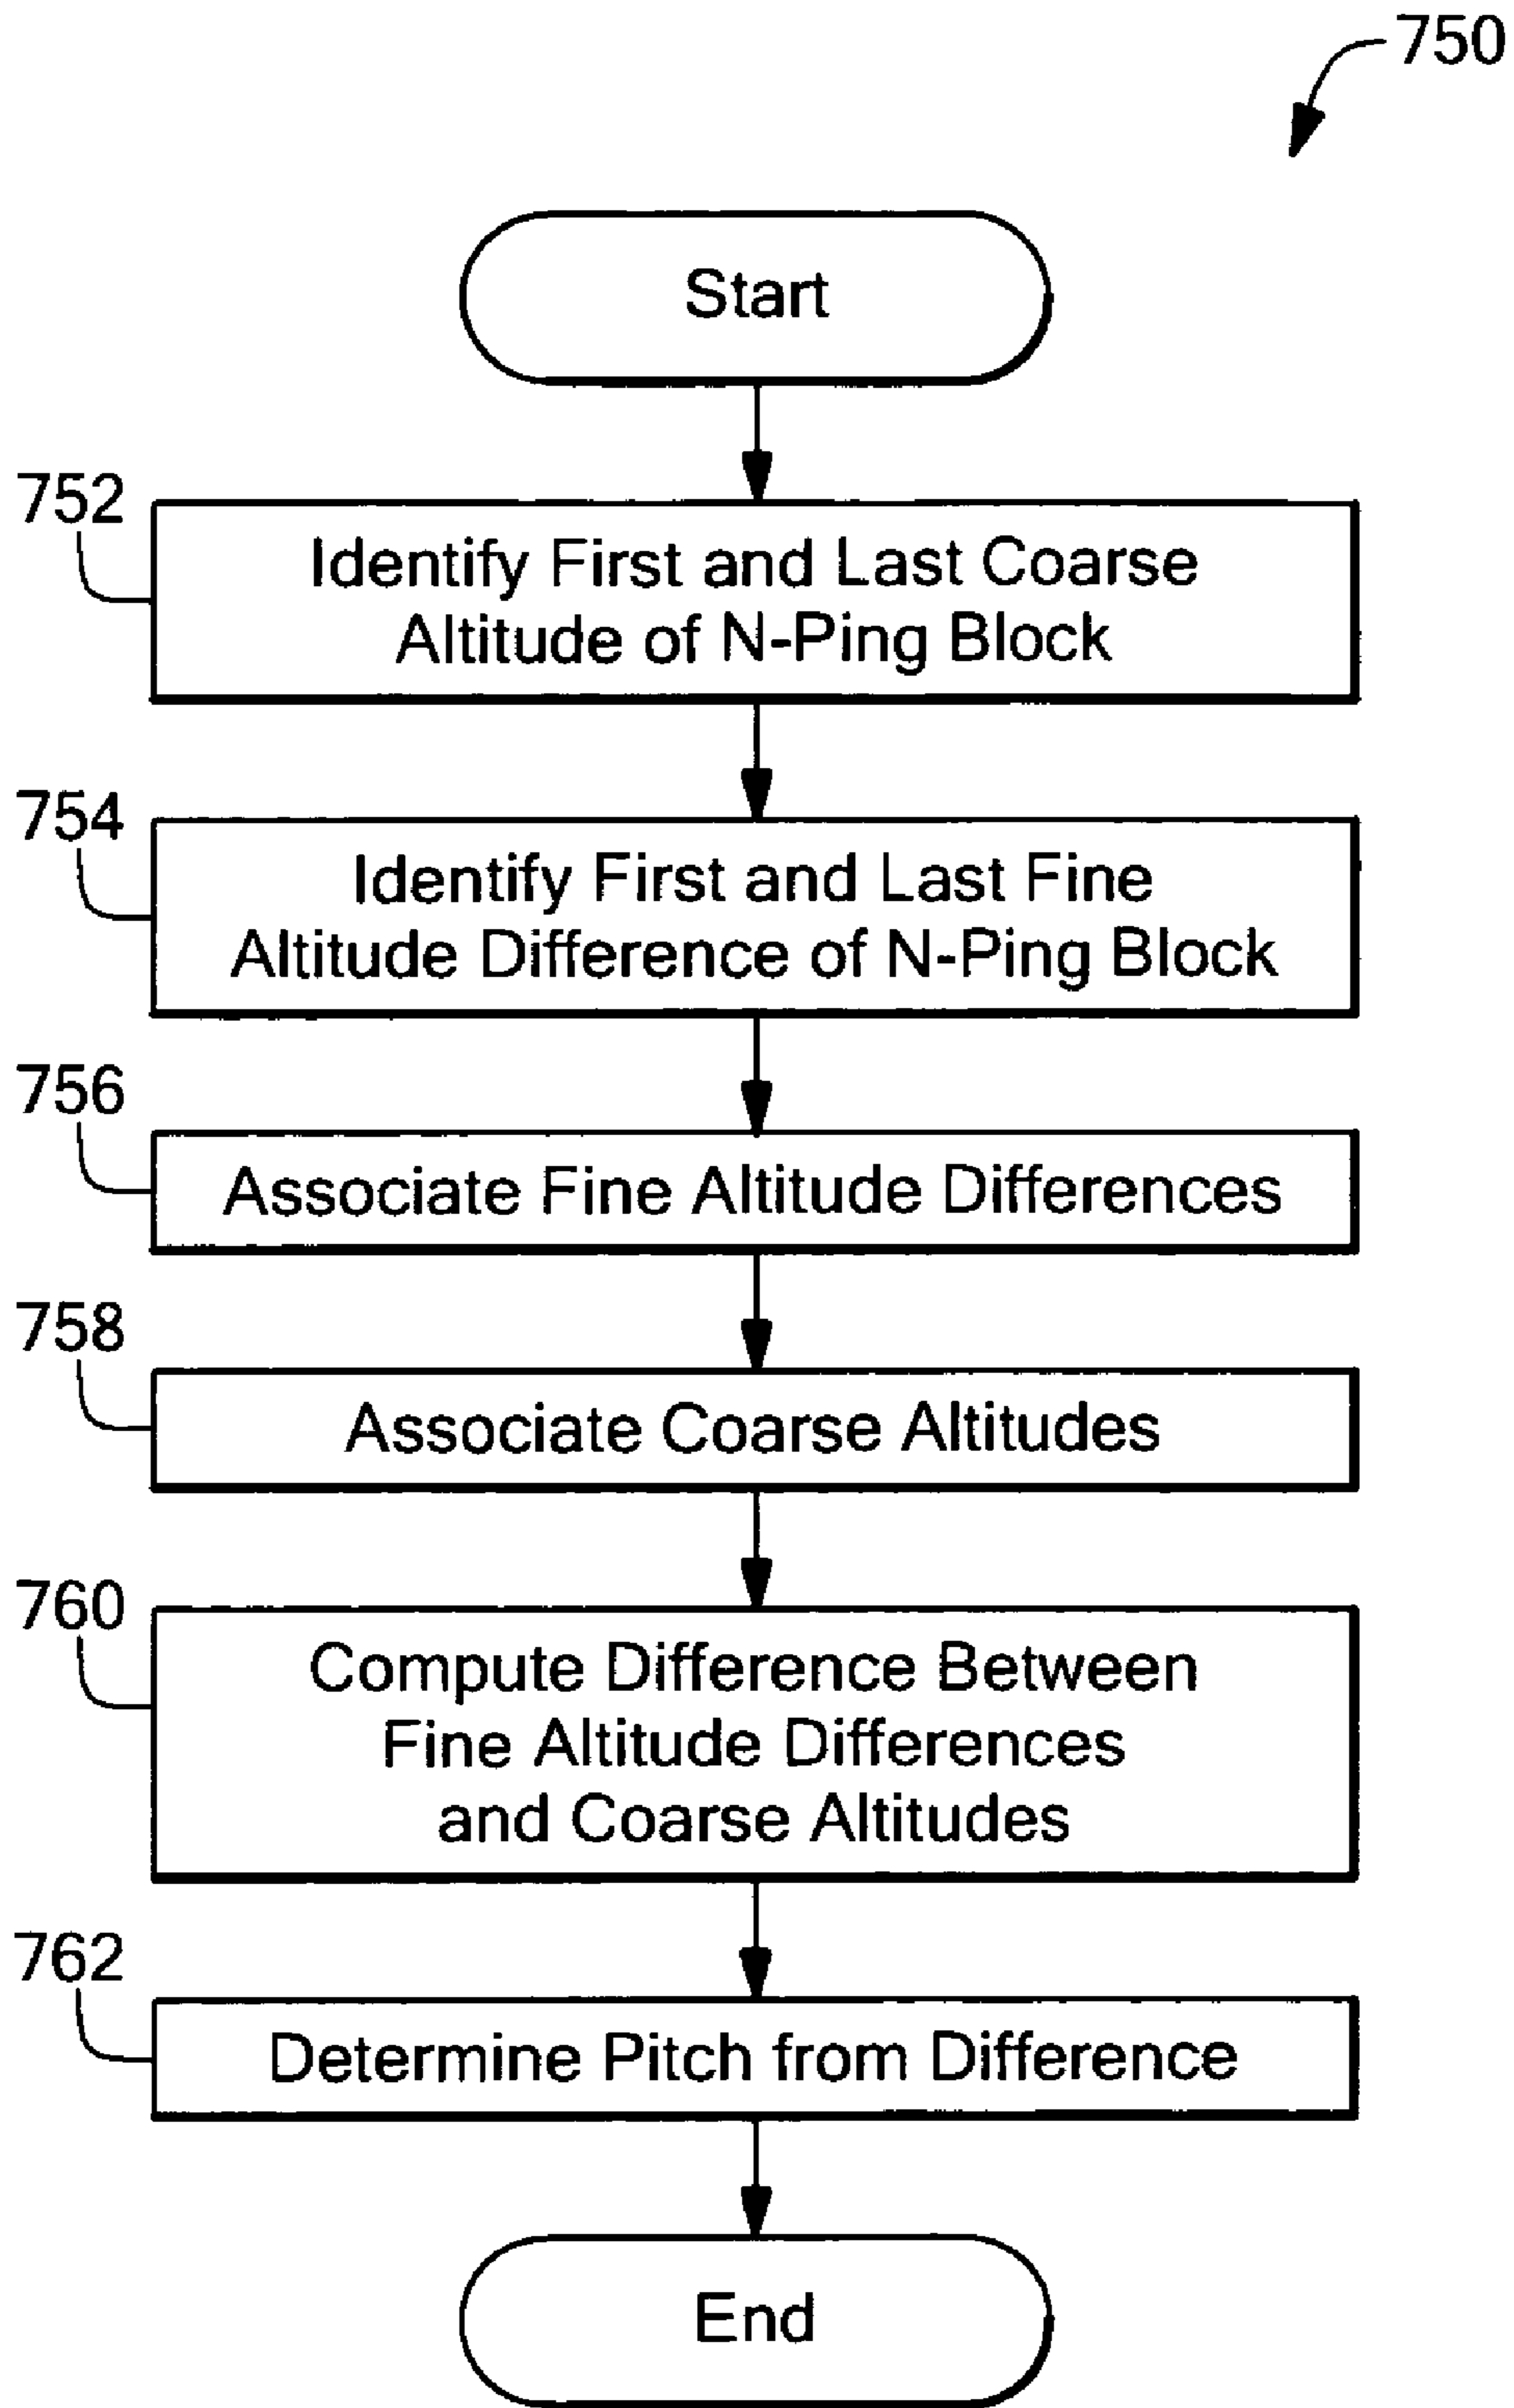 750
Start
752
Identify First and Last Coarse
Altitude of N-Ping Block
754
Identify First and Last Fine
Altitude Difference of N-Ping Block
756
Associate Fine Altitude Differences
758
Associate Coarse Altitudes
760
Compute Difference Between
Fine Altitude Differences
and Coarse Altitudes
762
Determine Pitch from Difference
End